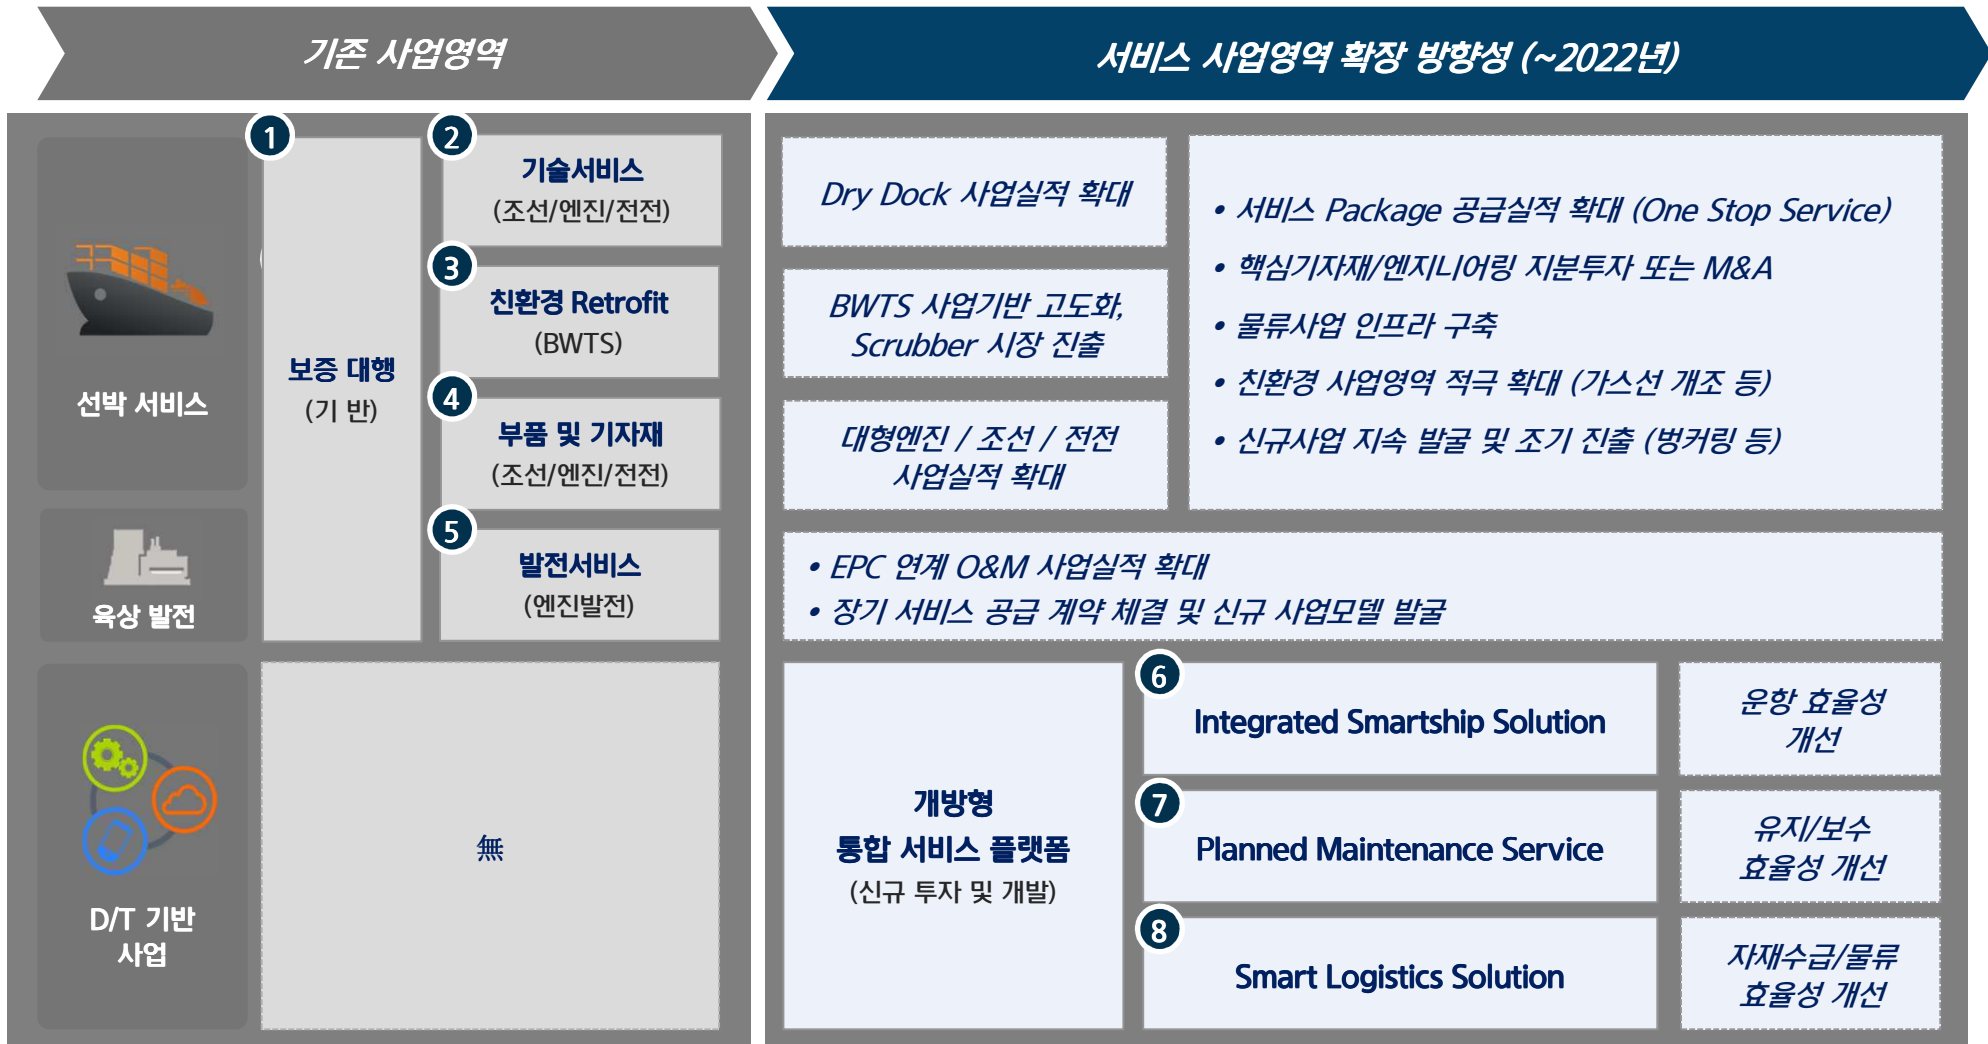 기존 사업영역
서비스 사업영역 확장 방향성 (~2022년)
선박 서비스
1
보증 대행
(기 반)
2
기술서비스
(조선/엔진/전전)
3
친환경 Retrofit
(BWTS)
4
부품 및 기자재
(조선/엔진/전전)
Dry Dock 사업실적 확대
BWTS 사업기반 고도화,
Scrubber 시장 진출
대형엔진 / 조선 / 전전
사업실적 확대
• 서비스 Package 공급실적 확대 (One Stop Service)
• 핵심기자재/엔지니어링 지분투자 또는 M&A
• 물류사업 인프라 구축
• 친환경 사업영역 적극 확대 (가스선 개조 등)
• 신규사업 지속 발굴 및 조기 진출 (벙커링 등)
육상 발전
5
발전서비스
(엔진발전)
• EPC 연계 O&M 사업실적 확대
• 장기 서비스 공급 계약 체결 및 신규 사업모델 발굴
D/T 기반
사업
無
개방형
통합 서비스 플랫폼
(신규 투자 및 개발)
6
Integrated Smartship Solution
운항 효율성
개선
7
Planned Maintenance Service
유지/보수
효율성 개선
8
Smart Logistics Solution
자재수급/물류
효율성 개선